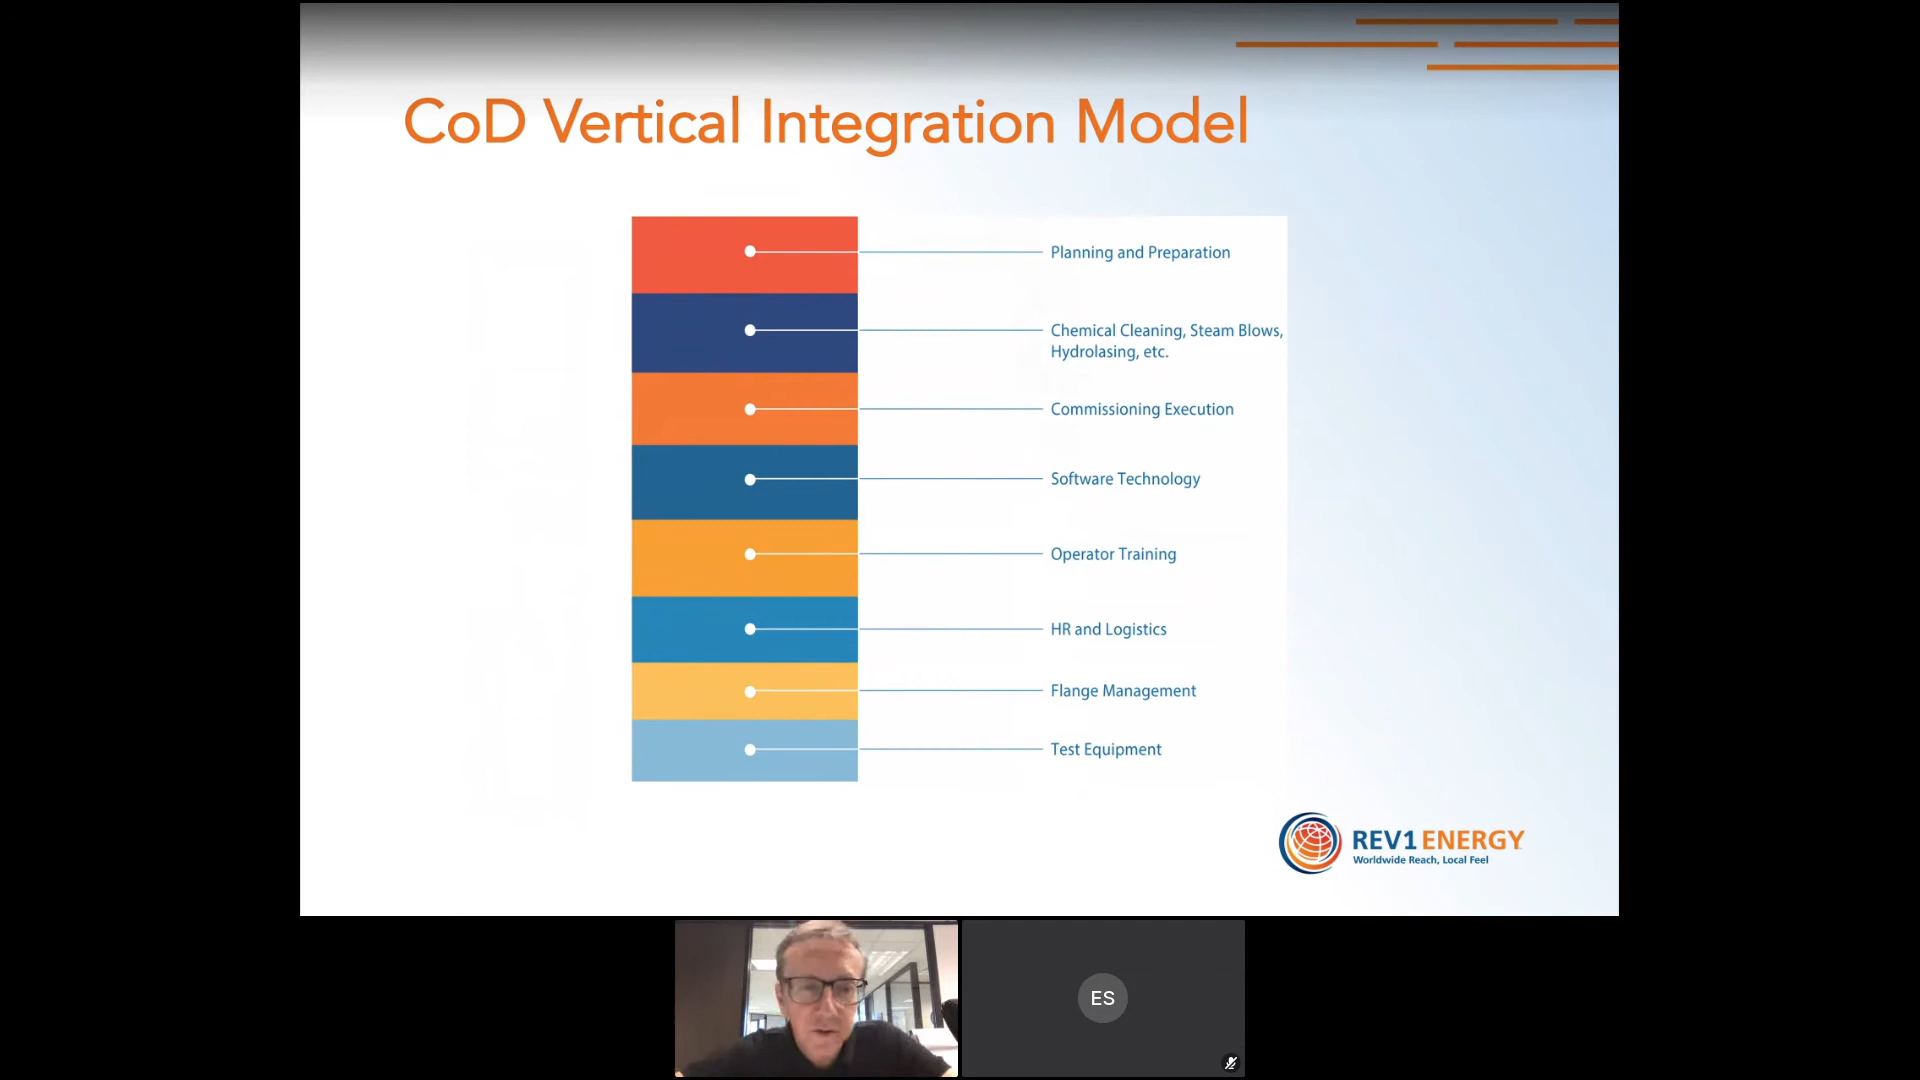 CoD Vertical Integration Model
Planning and Preparation
Chemical Cleaning, Steam Blows,
Hydrolasing, etc.
Commissioning Execution
Software Technology
Operator Training
HR and Logistics
Flange Management
Test Equipment
REV1 ENERGY
Worldwide Reach, Local Feel
ES